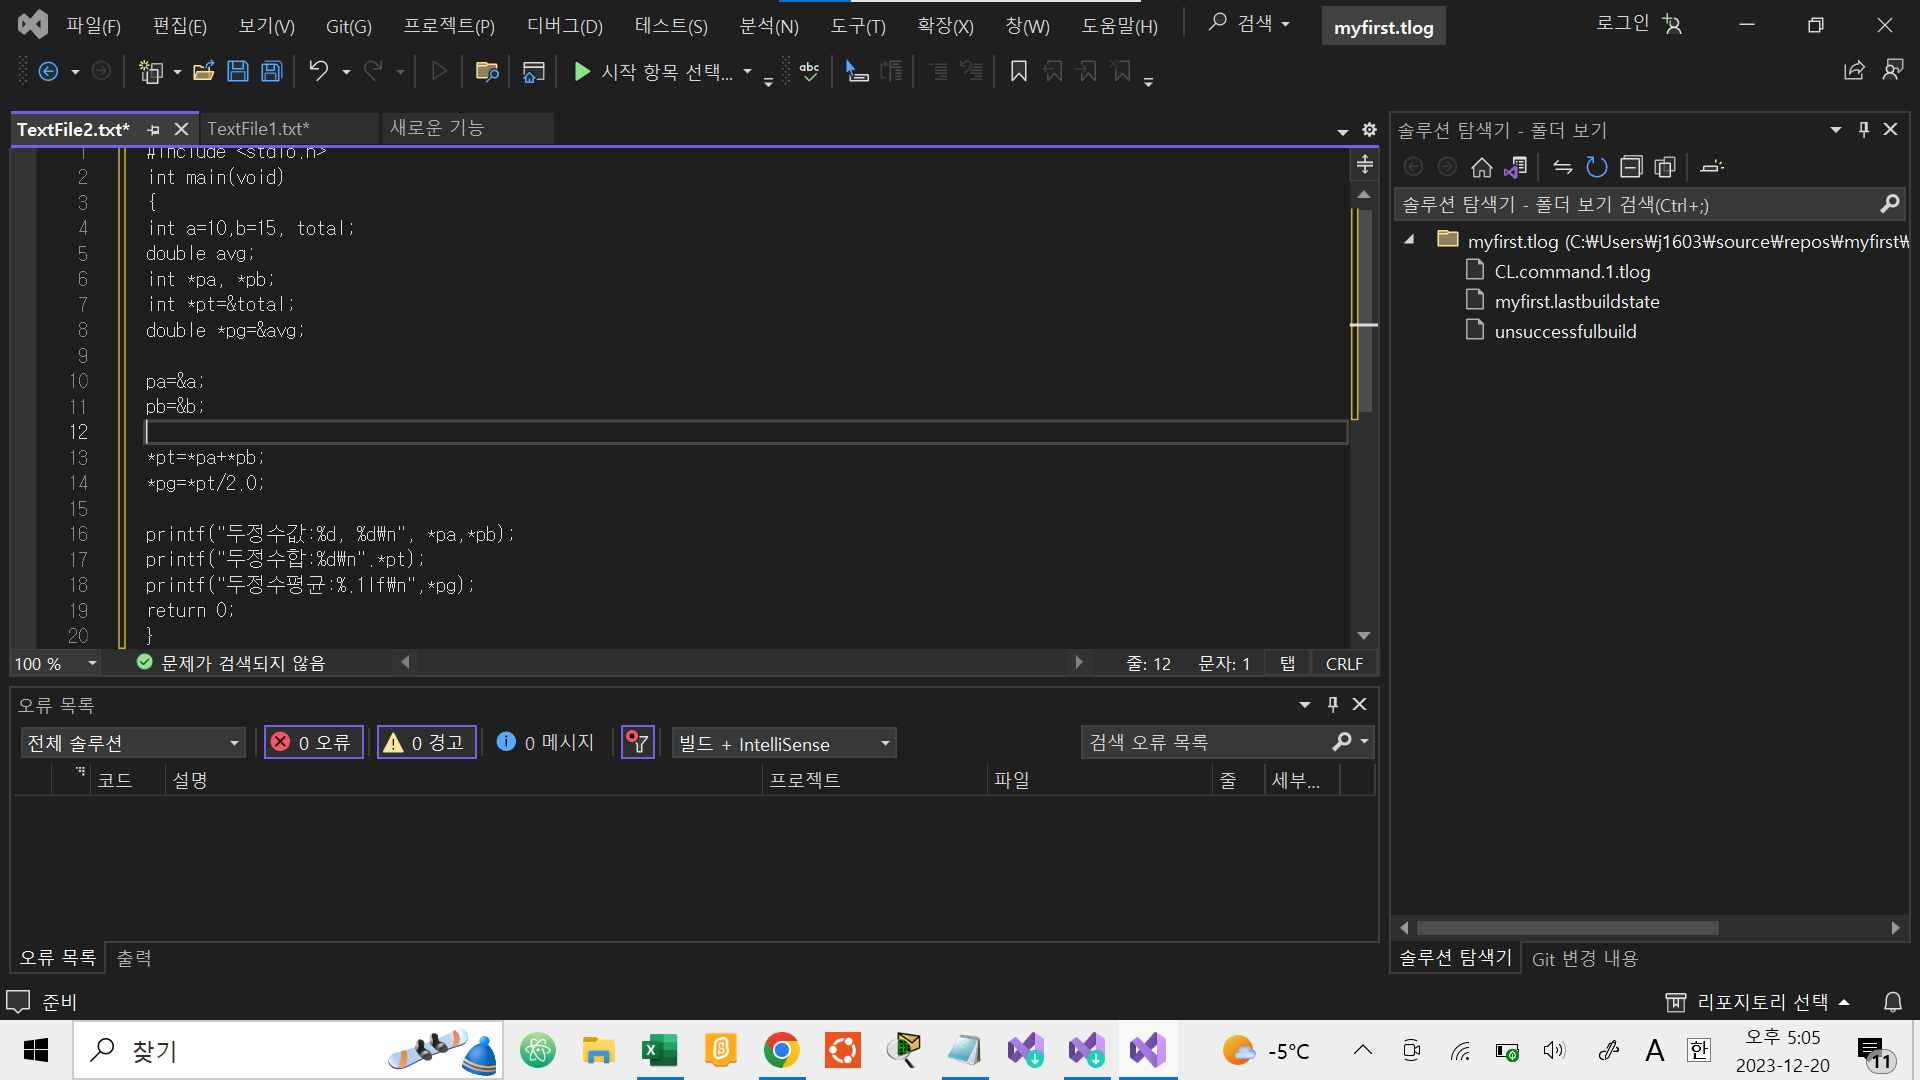 파일(F) 편집(E) 보기(V) Git(G) 프로젝트(P) 디버그(D) 테스트(S) 분석(N) 도구(T) 확장(X) 창(W) 도움말(H) 검색 myfirst.tlog 로그인
시작 항목 선택... abc
TextFile2.txt* TextFile1.txt* 새로운 기능
1 #include <stdio.h>
2 int main(void)
3 {
4 int a=10,b=15, total;
5 double avg;
6 int *pa, *pb;
7 int *pt=&total;
8 double *pg=&avg;
9
10 pa=&a;
11 pb=&b;
12
13 *pt=*pa+*pb;
14 *pg=*pt/2.0;
15
16 printf("두정수값:%d, %d₩n", *pa,*pb);
17 printf("두정수합:%d₩n".*pt);
18 printf("두정수평균:%.1lf₩n",*pg);
19 return 0;
20 }
100 % 문제가 검색되지 않음 줄: 12 문자: 1 탭 CRLF
오류 목록
전체 솔루션 0 오류 0 경고 0 메시지 빌드 + IntelliSense 검색 오류 목록
코드 설명 프로젝트 파일 줄 세부...
오류 목록 출력
솔루션 탐색기 - 폴더 보기
솔루션 탐색기 - 폴더 보기 검색(Ctrl+;)
myfirst.tlog (C:₩Users₩j1603₩source₩repos₩myfirst₩
CL.command.1.tlog
myfirst.lastbuildstate
unsuccessfulbuild
솔루션 탐색기 Git 변경 내용
준비 리포지토리 선택
찾기 -5°C A 한 오후 5:05
2023-12-20 11